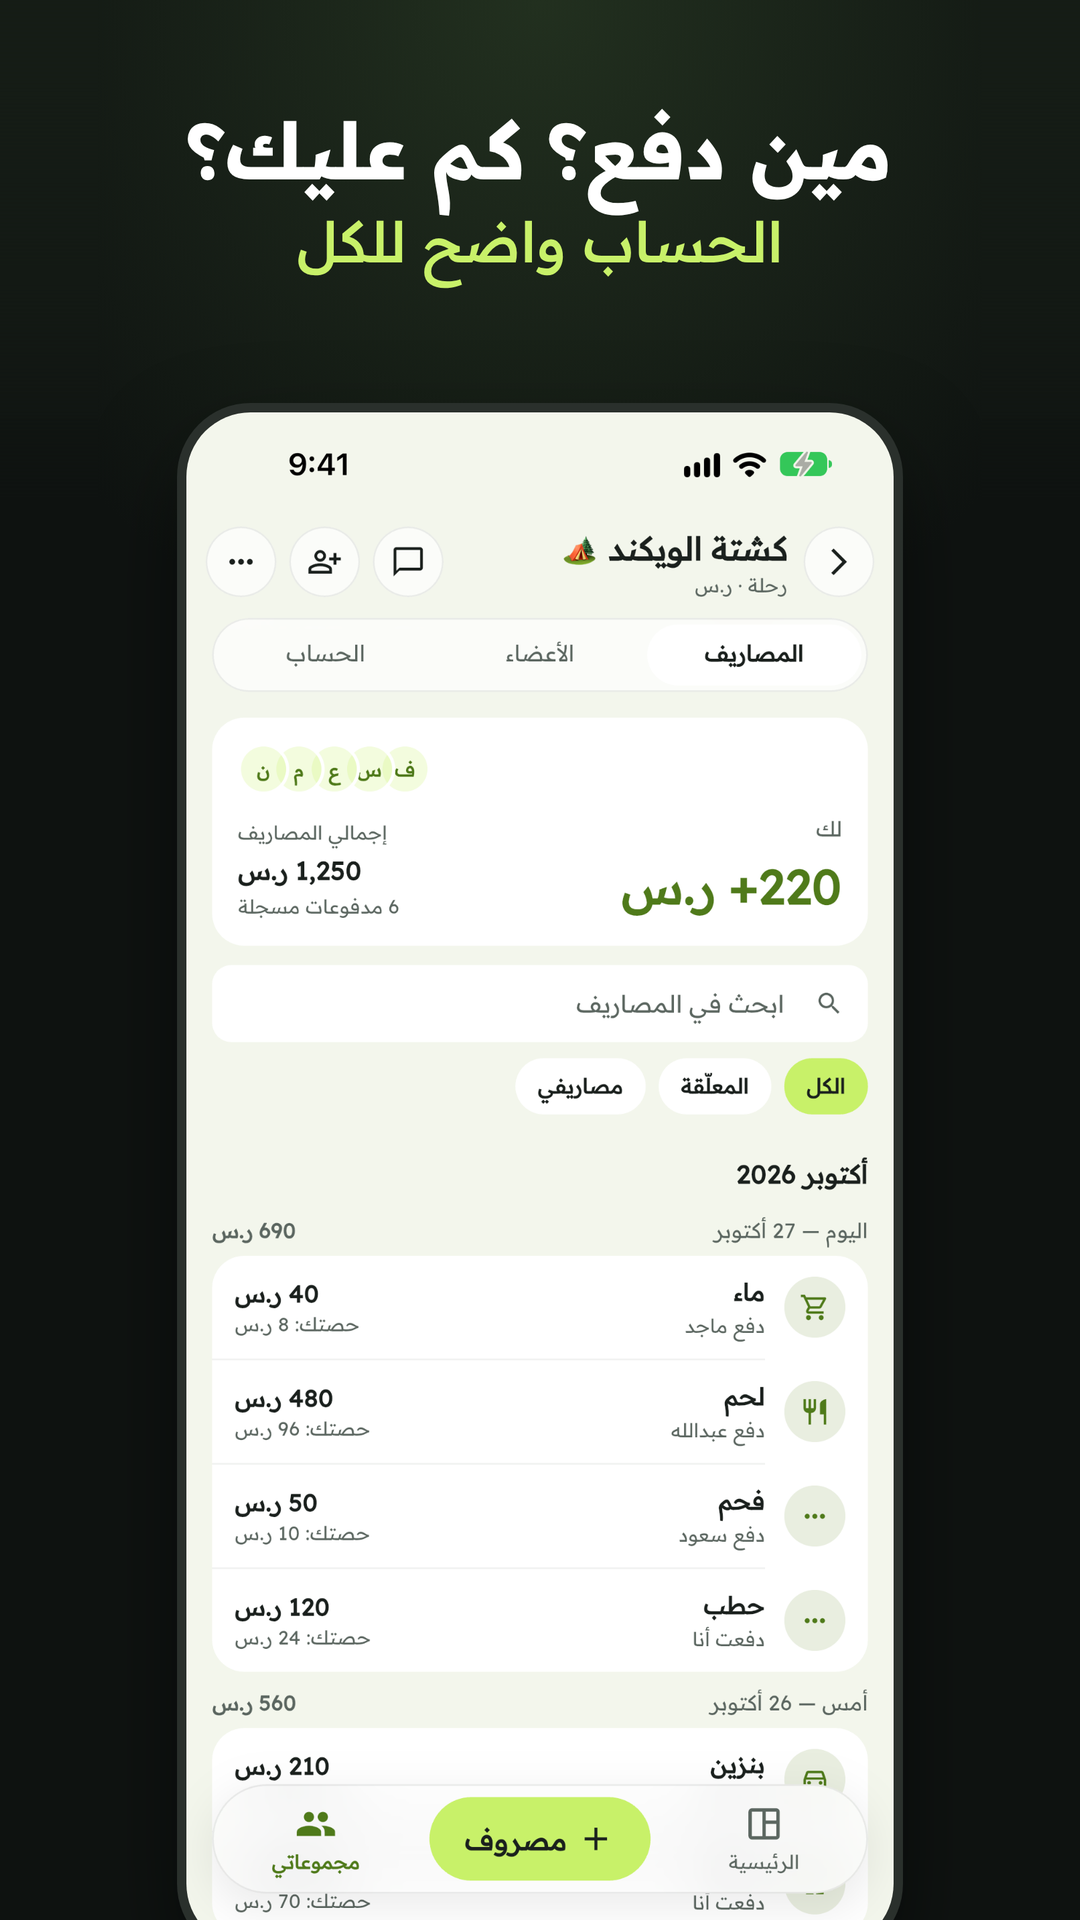 مين دفع؟ كم عليك؟
الحساب واضح للكل
9:41
كشتة الويكند
رحلة · ر.س
المصاريف
الأعضاء
الحساب
ف س ع م ن
لك
+220 ر.س
إجمالي المصاريف
1,250 ر.س
6 مدفوعات مسجلة
ابحث في المصاريف
الكل
المعلّقة
مصاريفي
أكتوبر 2026
اليوم — 27 أكتوبر
690 ر.س
ماء
40 ر.س
دفع ماجد
حصتك: 8 ر.س
لحم
480 ر.س
دفع عبدالله
حصتك: 96 ر.س
فحم
50 ر.س
دفع سعود
حصتك: 10 ر.س
حطب
120 ر.س
دفعت أنا
حصتك: 24 ر.س
أمس — 26 أكتوبر
560 ر.س
بنزين
210 ر.س
الرئيسية
+ مصروف
مجموعاتي
دفعت أنا
حصتك: 70 ر.س